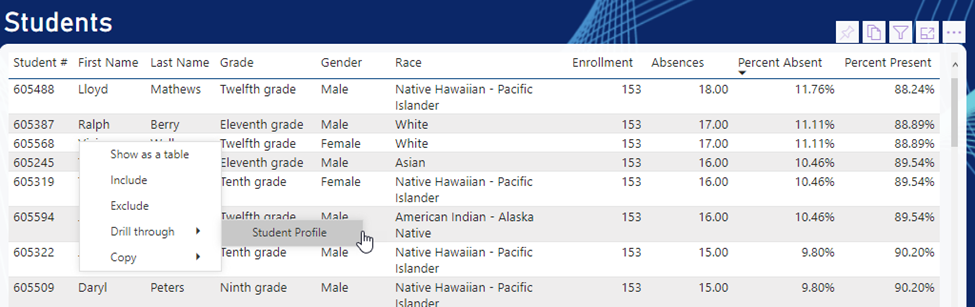 Students
Student # First Name Last Name Grade Gender Race Enrollment Absences Percent Absent Percent Present
605488 Lloyd Mathews Twelfth grade Male Native Hawaiian - Pacific 153 18.00 11.76% 88.24%
Islander
605387 Ralph Berry Eleventh grade Male White 153 17.00 11.11% 88.89%
605568 Twelfth grade Female White 153 17.00 11.11% 88.89%
Show as a table
605245 Eleventh grade Male Asian 153 16.00 10.46% 89.54%
Include
605319 Tenth grade Female Native Hawaiian - Pacific 153 16.00 10.46% 89.54%
Islander
Exclude
605594 Twelfth grade Male American Indian - Alaska 153 16.00 10.46% 89.54%
Native
Drill through Student Profile
605322 Tenth grade Male Native Hawaiian - Pacific 153 15.00 9.80% 90.20%
Copy
Islander
605509 Daryl Peters Ninth grade Male Native Hawaiian - Pacific 153 15.00 9.80% 90.20%
Islander